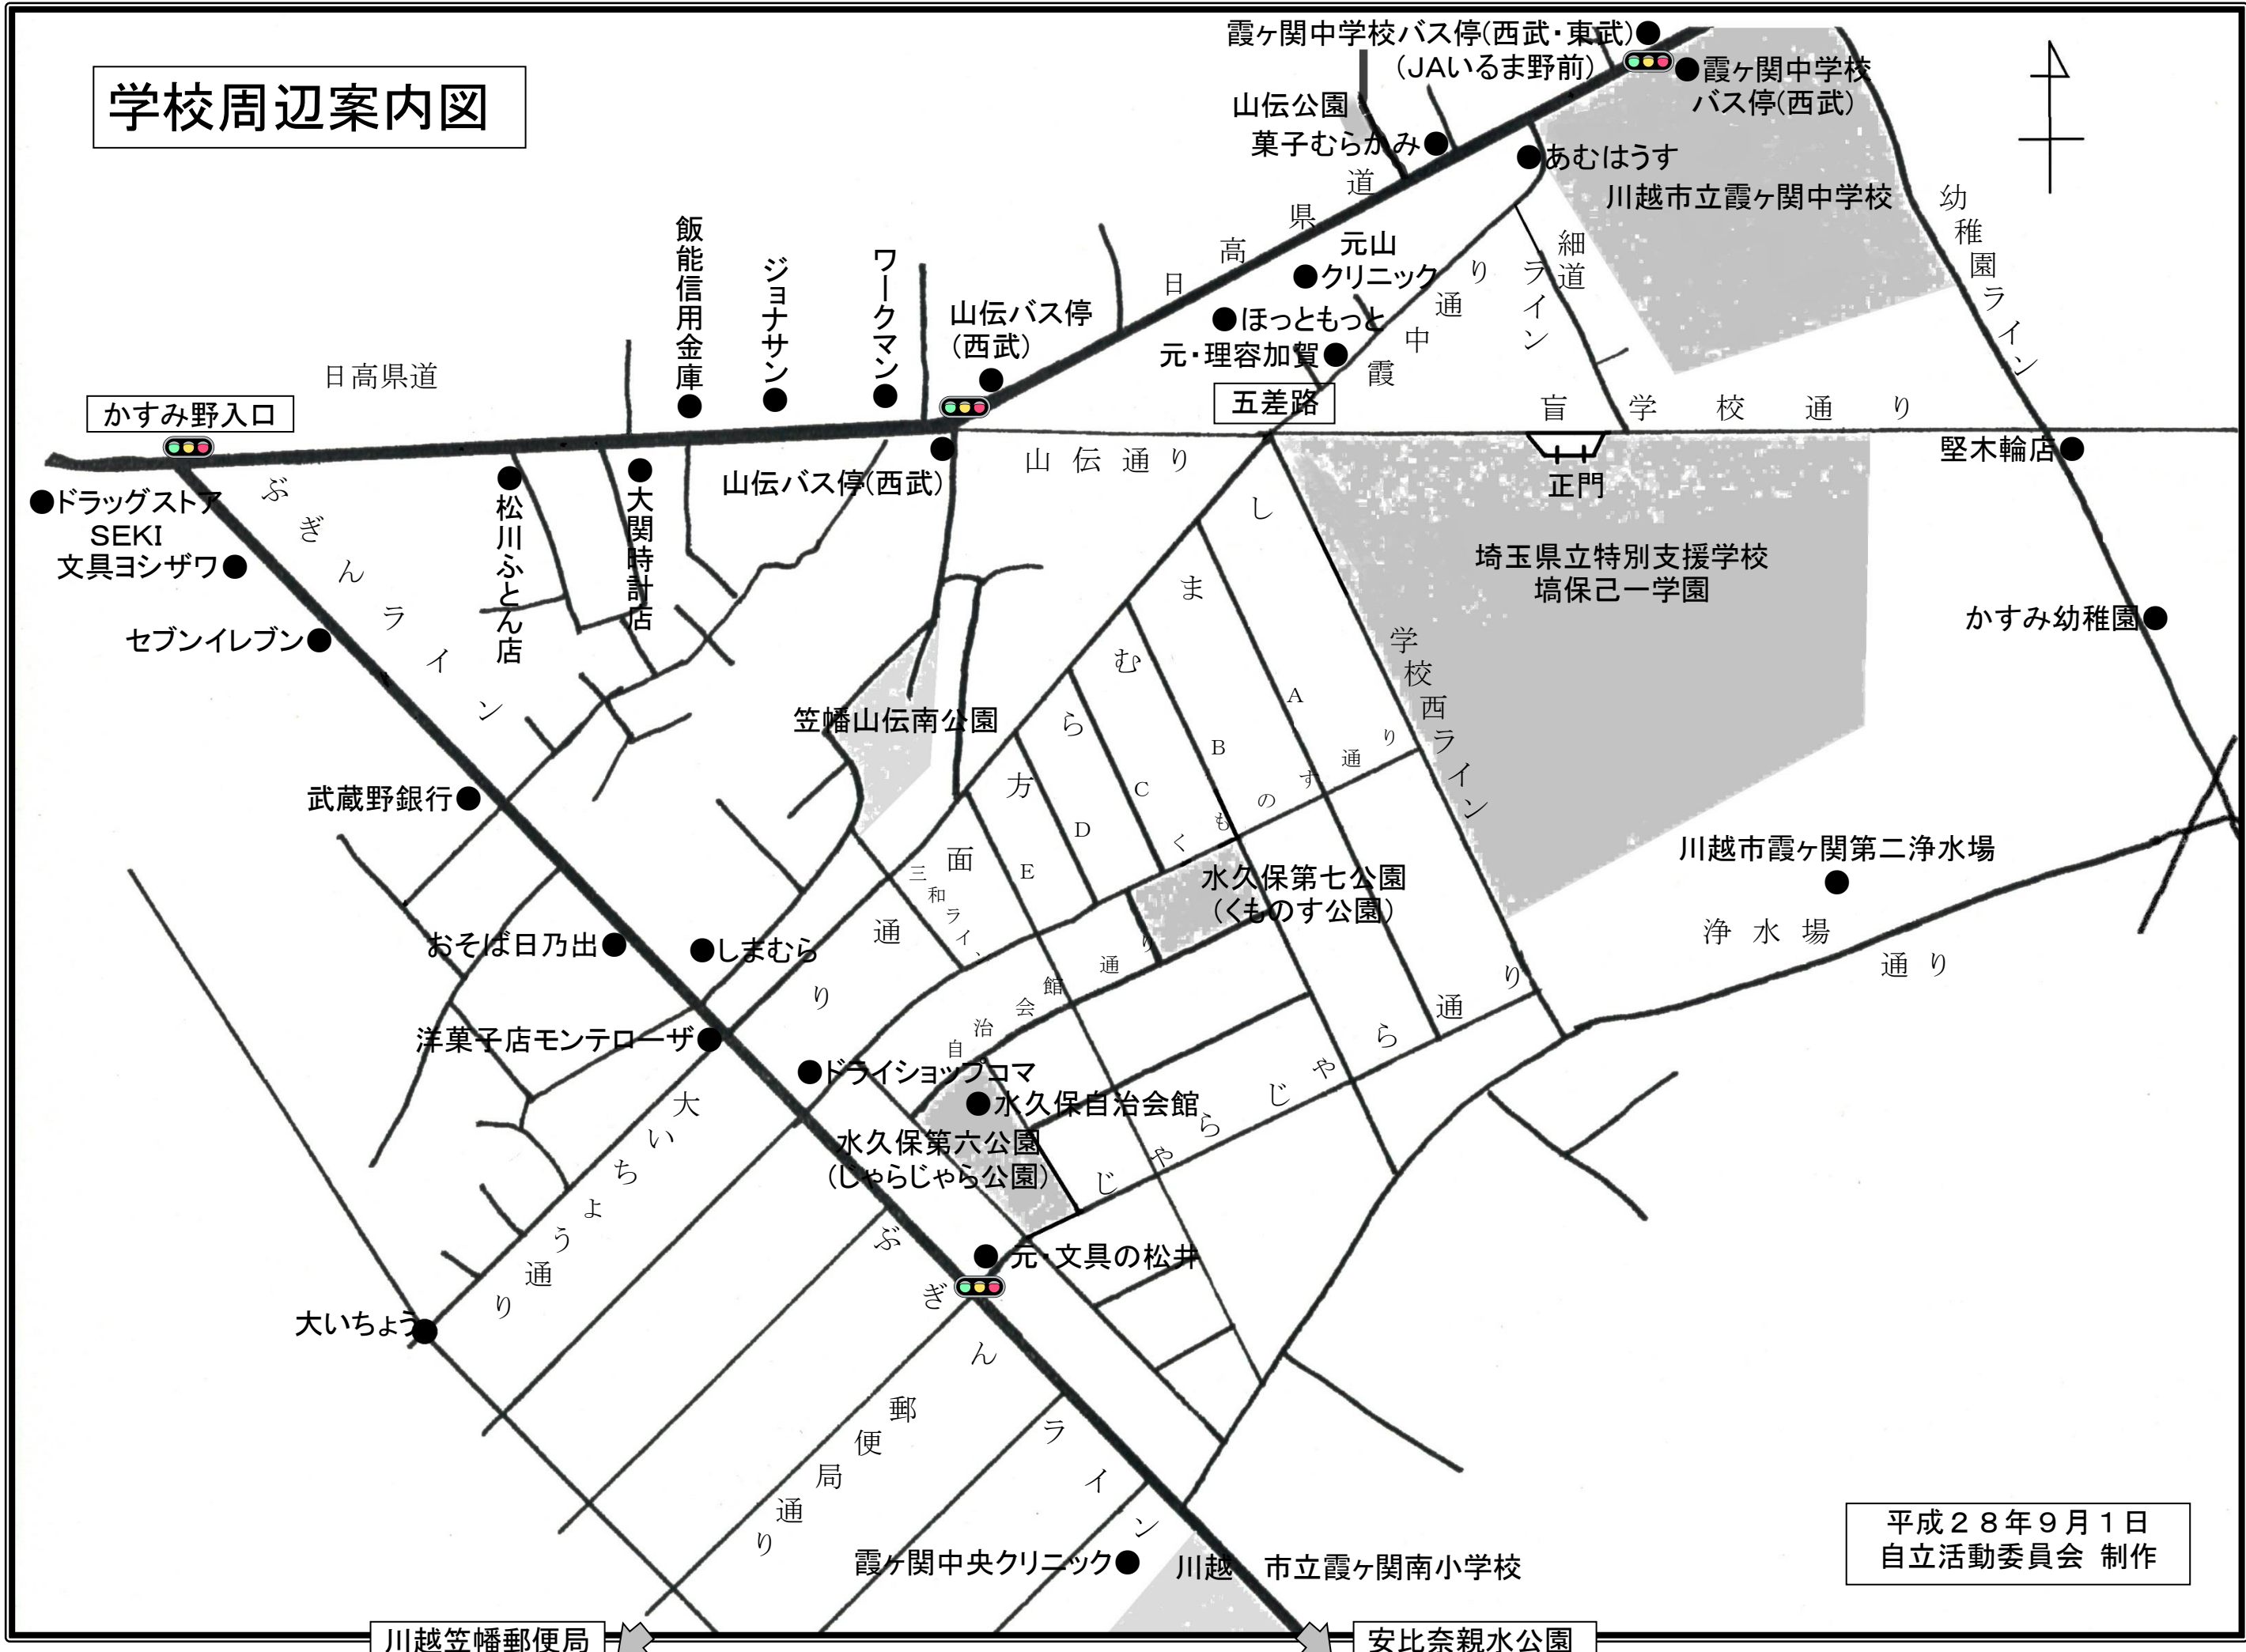 学校周辺案内図
霞ヶ関中学校バス停(西武・東武)
(JAいるま野前)
霞ヶ関中学校
バス停(西武)
山伝公園
菓子むらかみ
あむはうす
川越市立霞ヶ関中学校
幼稚園ライン
日高県道
元山
クリニック
細道
ライン
ほっともっと
元・理容加賀
霞中通り
飯能信用金庫
ジョナサン
ワークマン
山伝バス停
(西武)
日高県道
かすみ野入口
五差路
盲学校通り
山伝バス停(西武)
山伝通り
正門
堅木輪店
ドラッグストア
SEKI
文具ヨシザワ
ぶぎんライン
松川ふとん店
大関時計店
埼玉県立特別支援学校
塙保己一学園
セブンイレブン
かすみ幼稚園
学校西ライン
笠幡山伝南公園
しまむら方面通り
A
B
C
D
E
くものす通り
武蔵野銀行
三和ライン
水久保第七公園
(くものす公園)
川越市霞ヶ関第二浄水場
浄水場
通り
おそば日乃出
しまむら
自治会館通り
洋菓子店モンテローザ
ドライショップコマ
水久保自治会館
水久保第六公園
(じゃらじゃら公園)
じゃらじゃら通り
大いちょう通り
元・文具の松井
ぶぎんライン
大いちょう
郵便局通り
霞ヶ関中央クリニック
川越 市立霞ヶ関南小学校
平成28年9月1日
自立活動委員会 制作
川越笠幡郵便局
安比奈親水公園